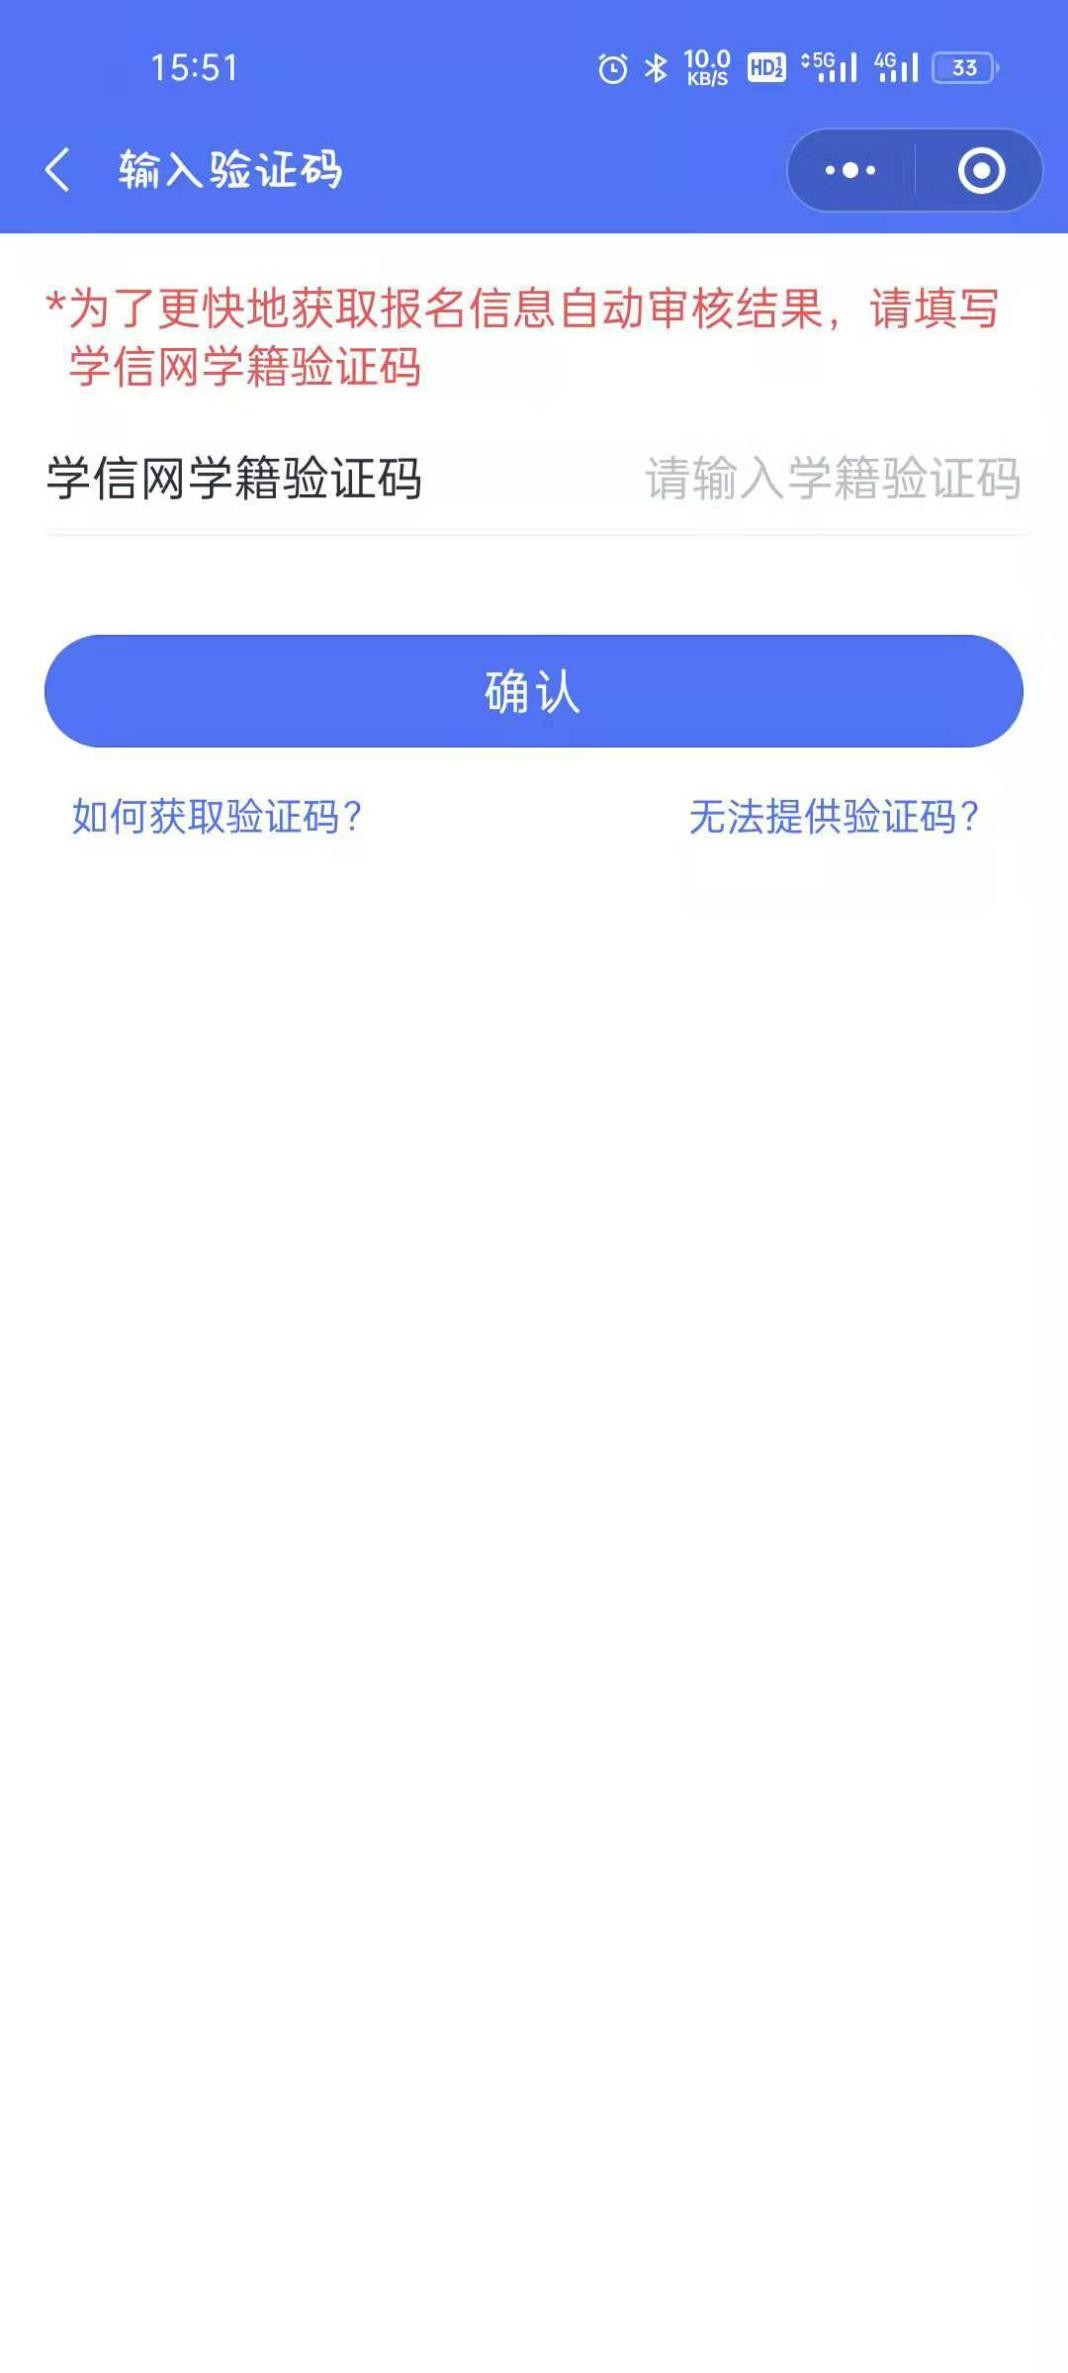 15:51
10.0 KB/S HD 1 2 5G 4G 33
输入验证码
*为了更快地获取报名信息自动审核结果，请填写
学信网学籍验证码
学信网学籍验证码 请输入学籍验证码
确认
如何获取验证码？ 无法提供验证码？